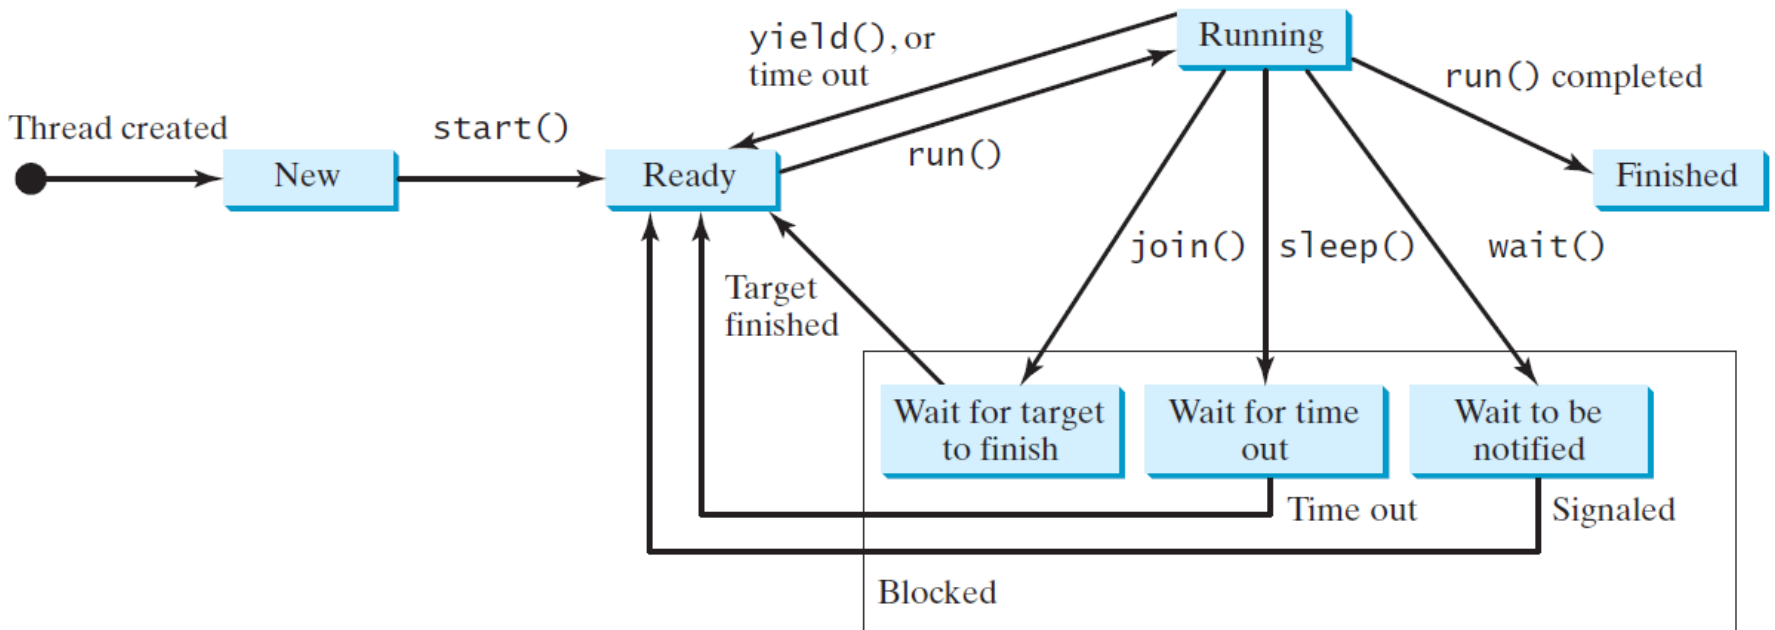 yield(), or
time out
Running
run() completed
Thread created
start()
run()
New
Ready
Finished
join()
sleep()
wait()
Target
finished
Wait for target
to finish
Wait for time
out
Wait to be
notified
Time out
Signaled
Blocked